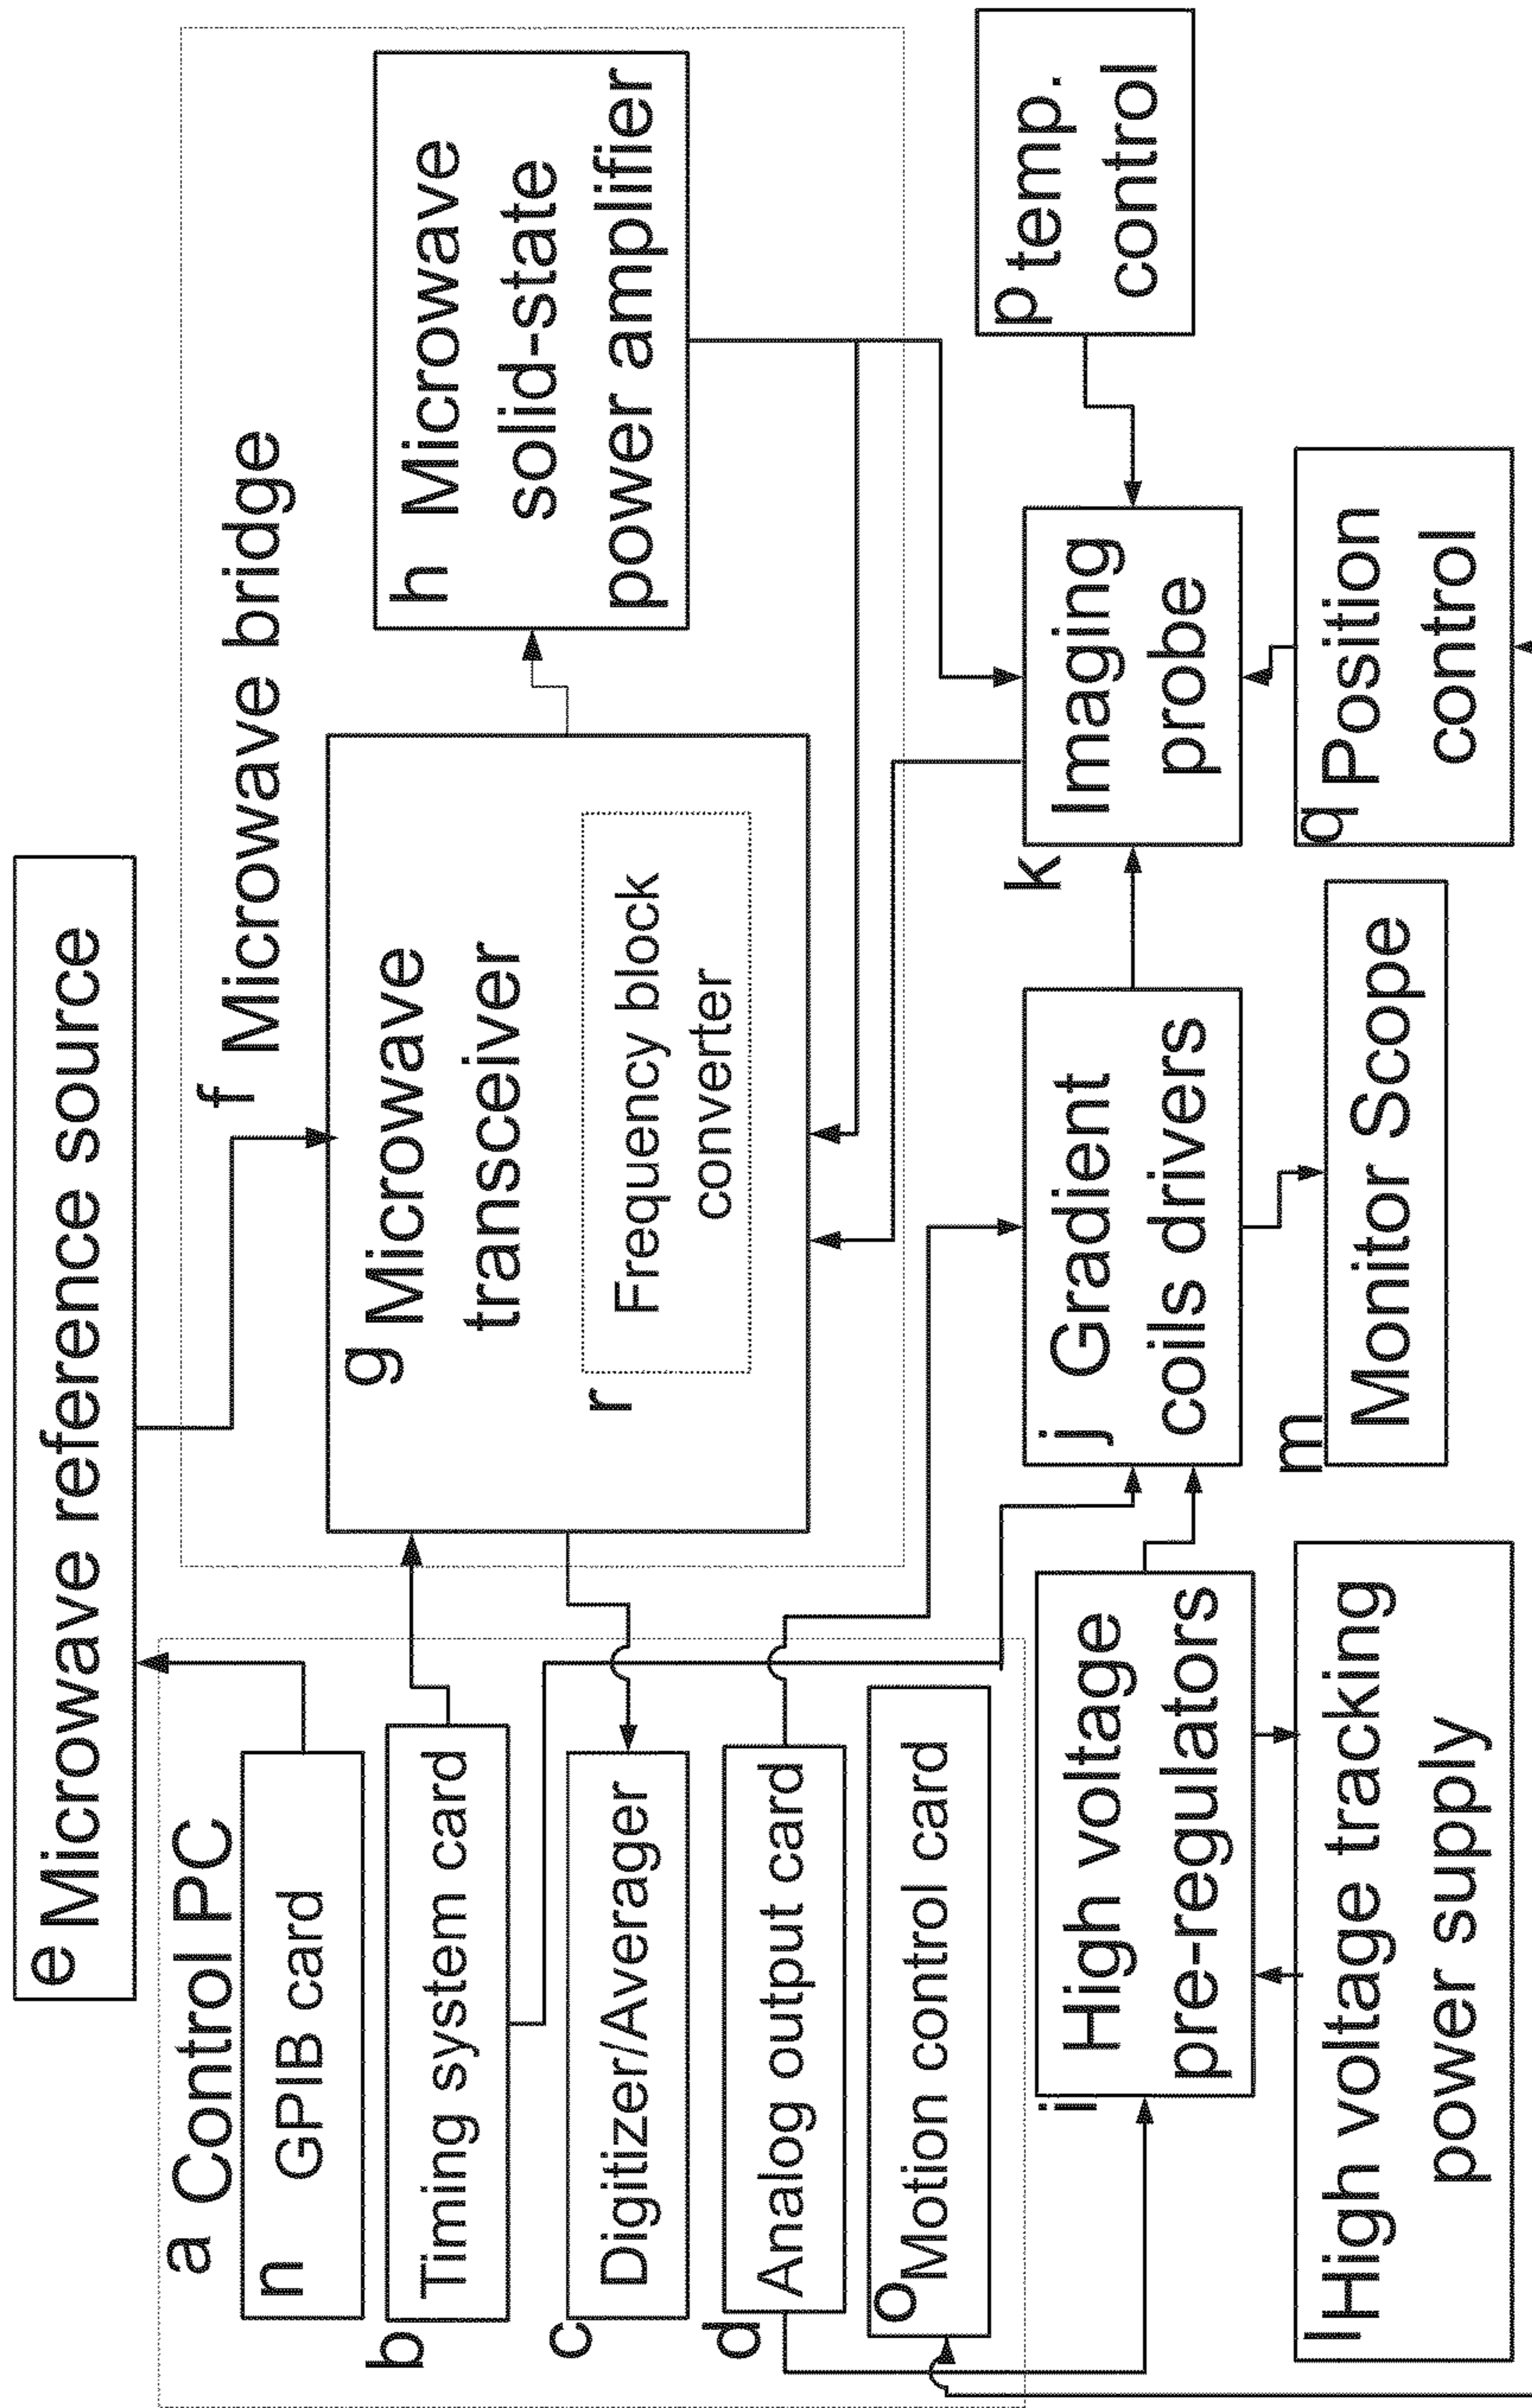 e Microwave reference source
a Control PC
n GPIB card
b
Timing system card
c
Digitizer/Averager
d
Analog output card
o Motion control card
f Microwave bridge
g Microwave
transceiver
r
Frequency block
converter
h Microwave
solid-state
power amplifier
i
High voltage
pre-regulators
j Gradient
coils drivers
k
Imaging
probe
p temp.
control
l High voltage tracking
power supply
m
Monitor Scope
q Position
control